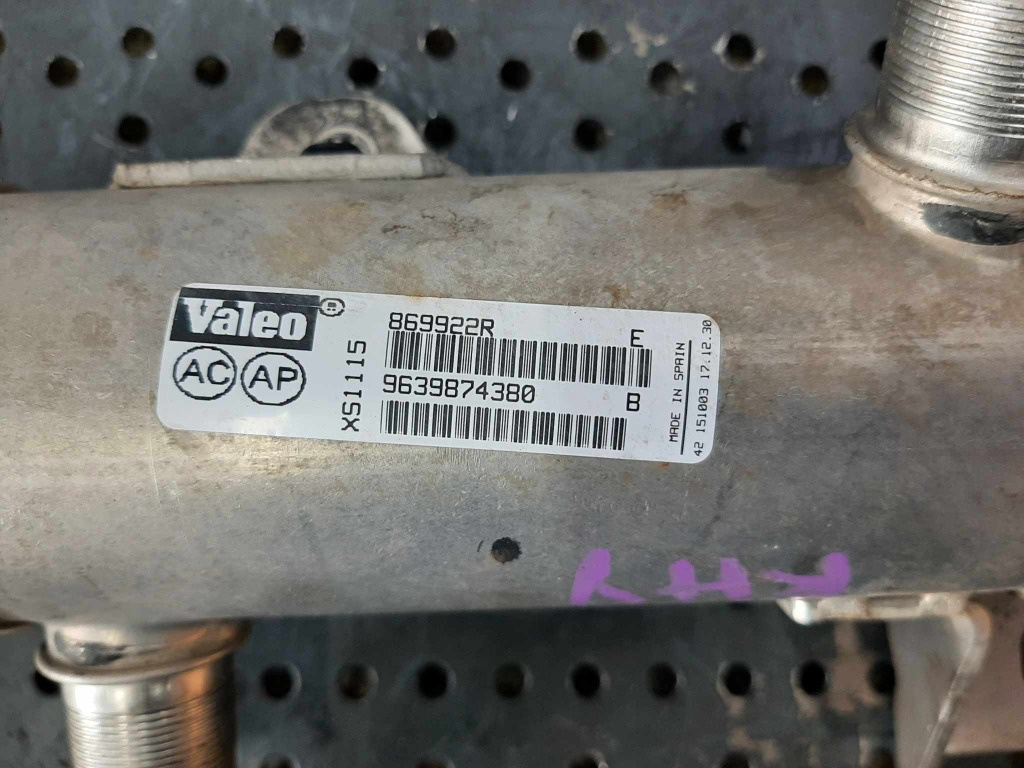 Valeo ®
AC AP
XS1115
869922R E
9639874380 B
MADE IN SPAIN
42 151003 17.12.30